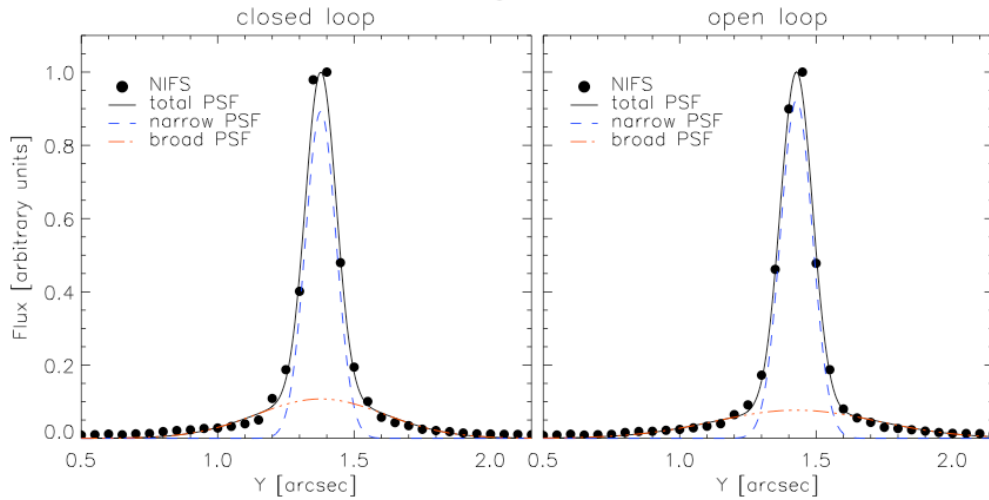 closed loop
open loop
NIFS
total PSF
narrow PSF
broad PSF
NIFS
total PSF
narrow PSF
broad PSF
Flux [arbitrary units]
1.0
0.8
0.6
0.4
0.2
0.0
0.5 1.0 1.5 2.0
0.5 1.0 1.5 2.0
Y [arcsec]
Y [arcsec]